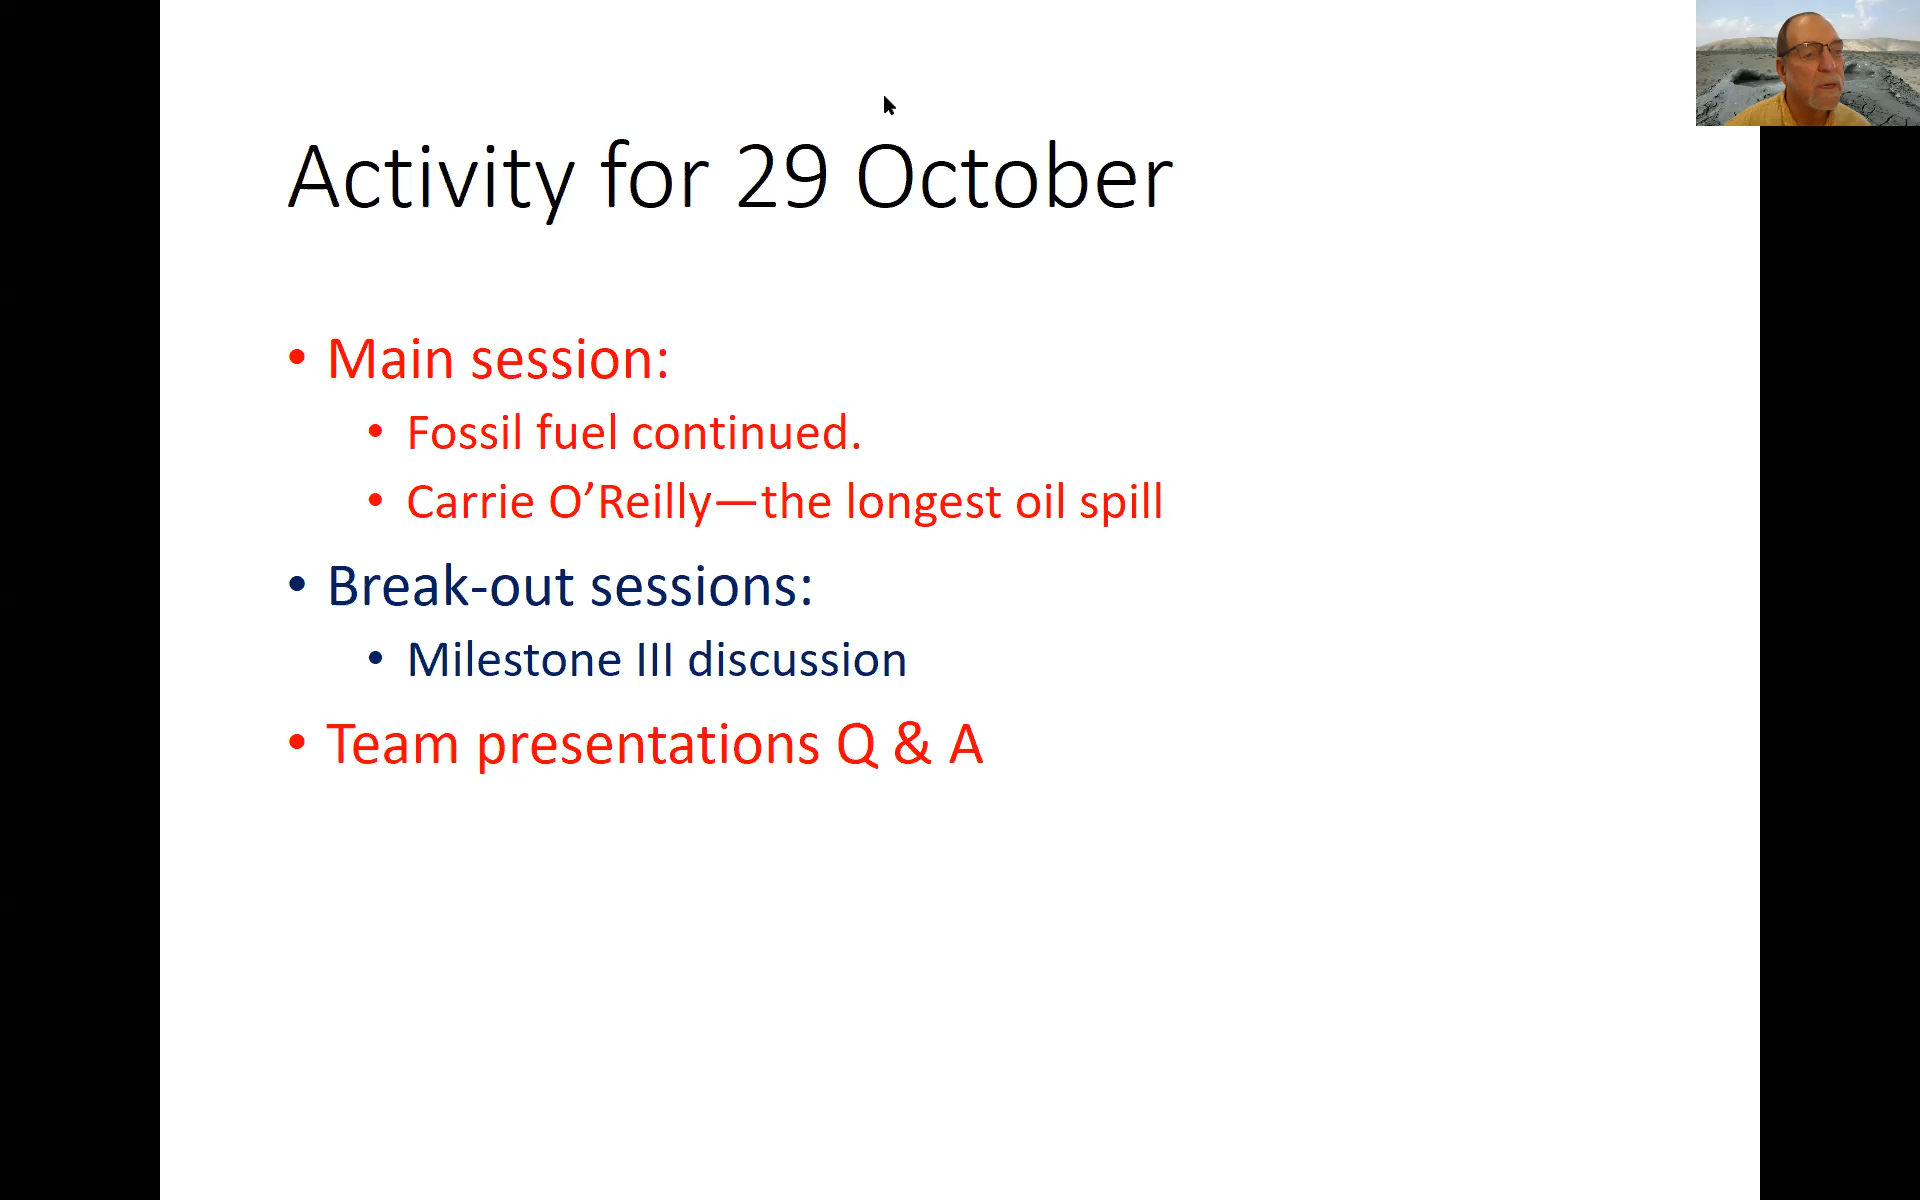 Activity for 29 October
• Main session:
• Fossil fuel continued.
• Carrie O’Reilly—the longest oil spill
• Break-out sessions:
• Milestone III discussion
• Team presentations Q & A